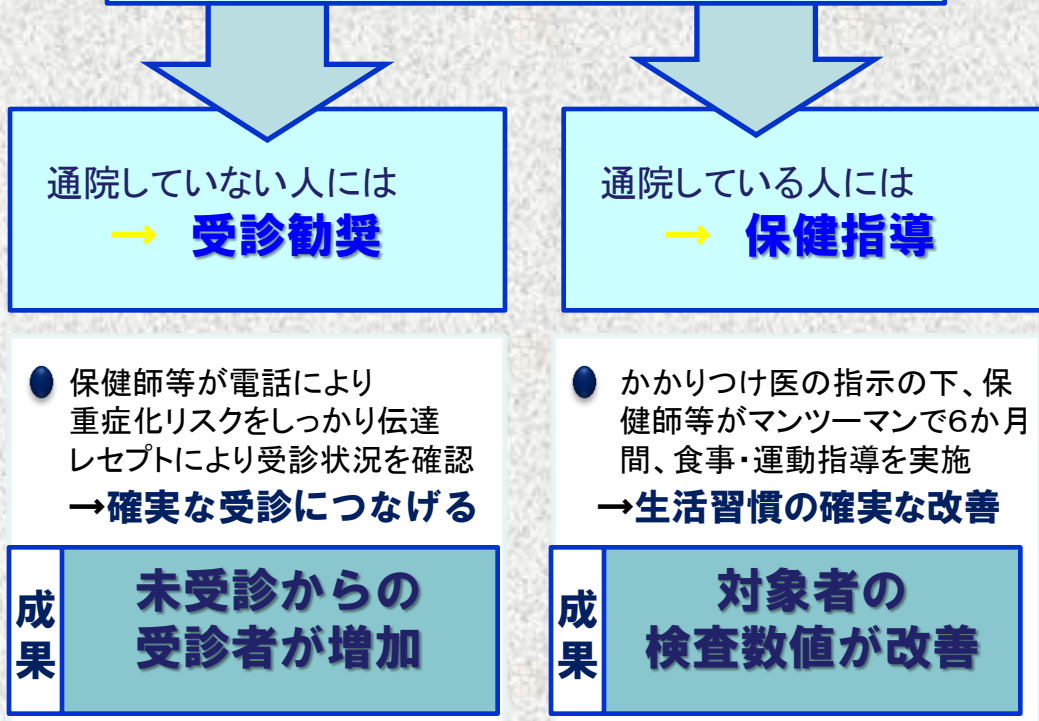 通院していない人には
→ 受診勧奨
保健師等が電話により
重症化リスクをしっかり伝達
レセプトにより受診状況を確認
→確実な受診につなげる
成果
未受診からの
受診者が増加
通院している人には
→ 保健指導
かかりつけ医の指示の下、保
健師等がマンツーマンで6か月
間、食事・運動指導を実施
→生活習慣の確実な改善
成果
対象者の
検査数値が改善